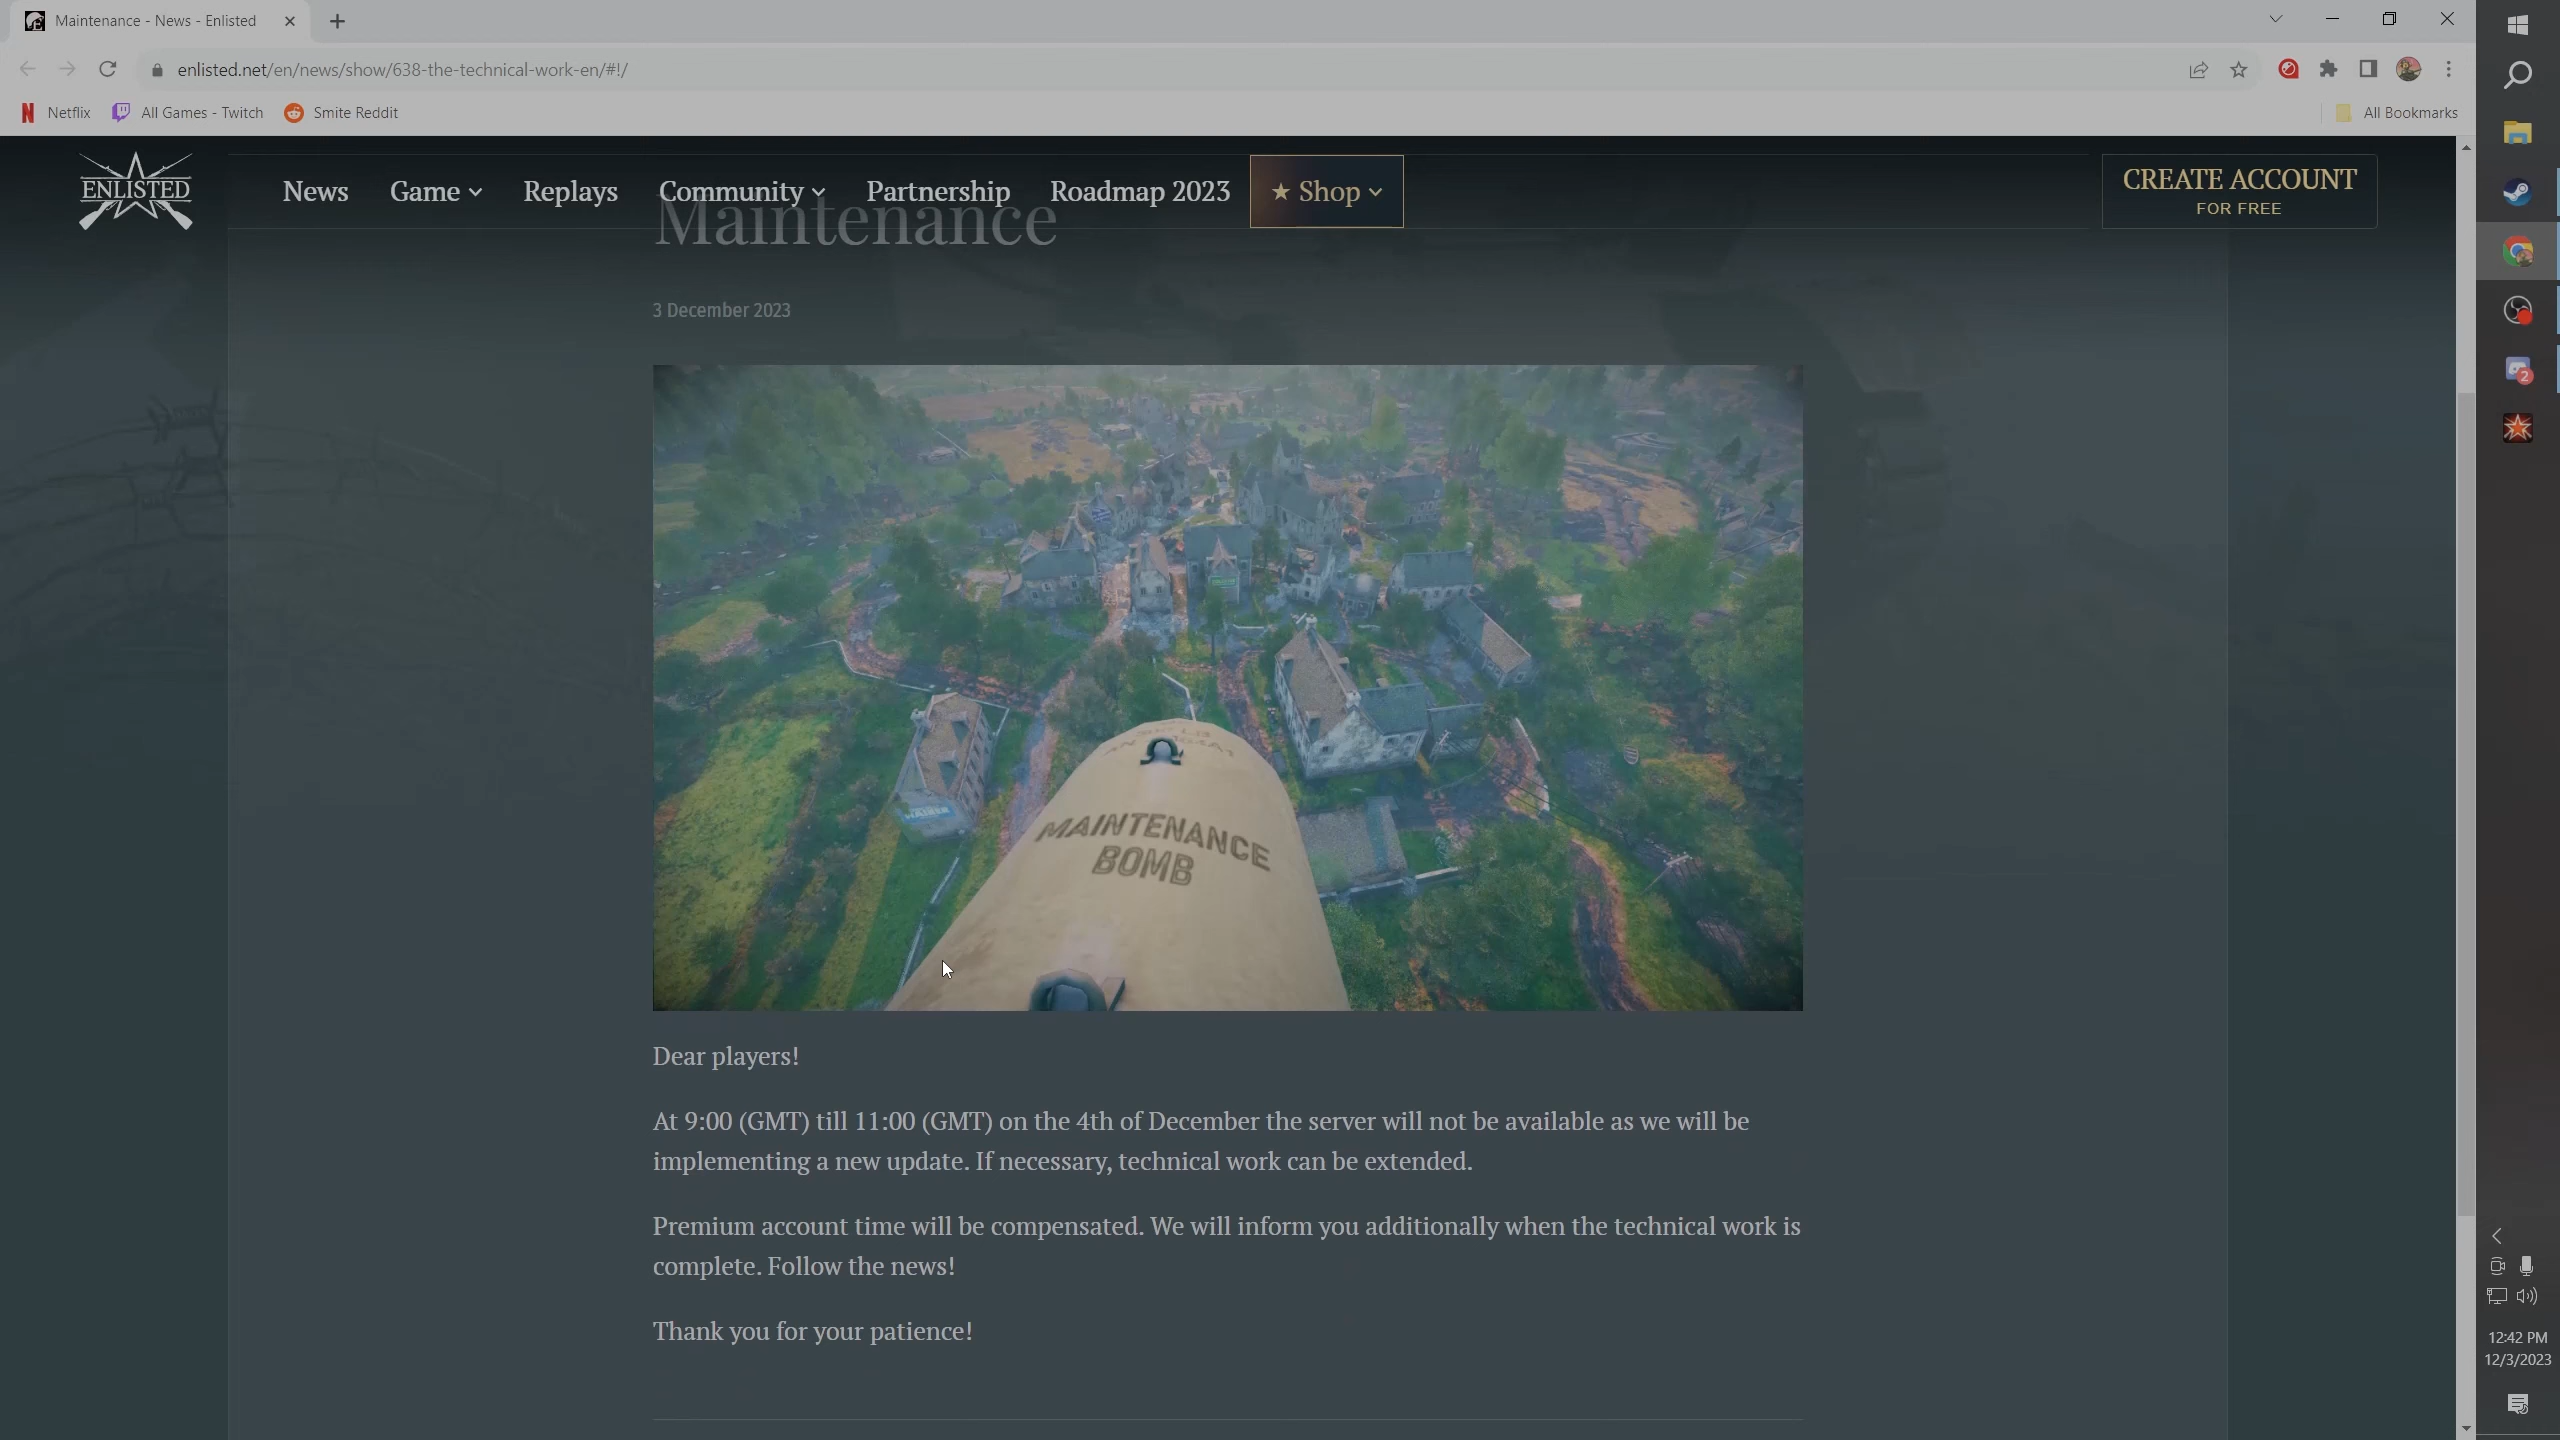 Maintenance - News - Enlisted
enlisted.net/en/news/show/638-the-technical-work-en/#!/
Netflix
All Games - Twitch
Smite Reddit
All Bookmarks
ENLISTED
News
Game
Replays
Community
Partnership
Roadmap 2023
★ Shop
CREATE ACCOUNT
FOR FREE
Maintenance
3 December 2023
MAINTENANCE
BOMB
Dear players!
At 9:00 (GMT) till 11:00 (GMT) on the 4th of December the server will not be available as we will be
implementing a new update. If necessary, technical work can be extended.
Premium account time will be compensated. We will inform you additionally when the technical work is
complete. Follow the news!
Thank you for your patience!
2
12:42 PM
12/3/2023